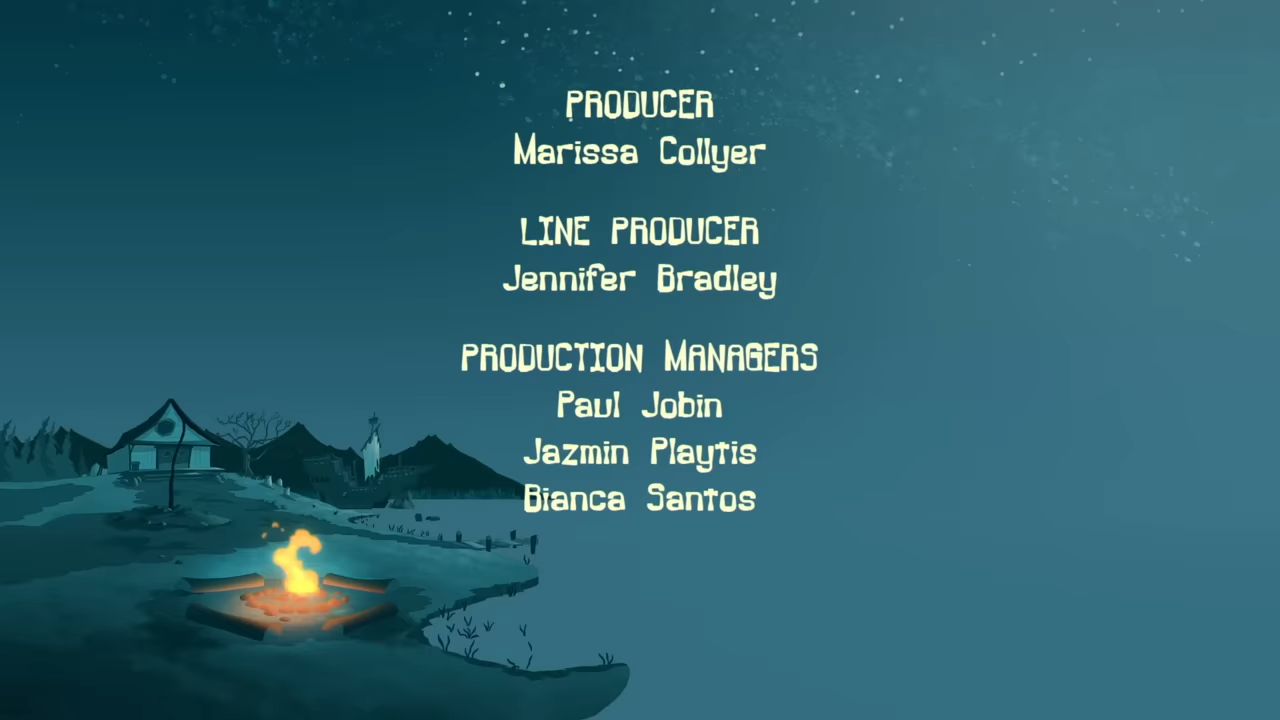 PRODUCER
Marissa Collyer
LINE PRODUCER
Jennifer Bradley
PRODUCTION MANAGERS
Paul Jobin
Jazmin Playtis
Bianca Santos